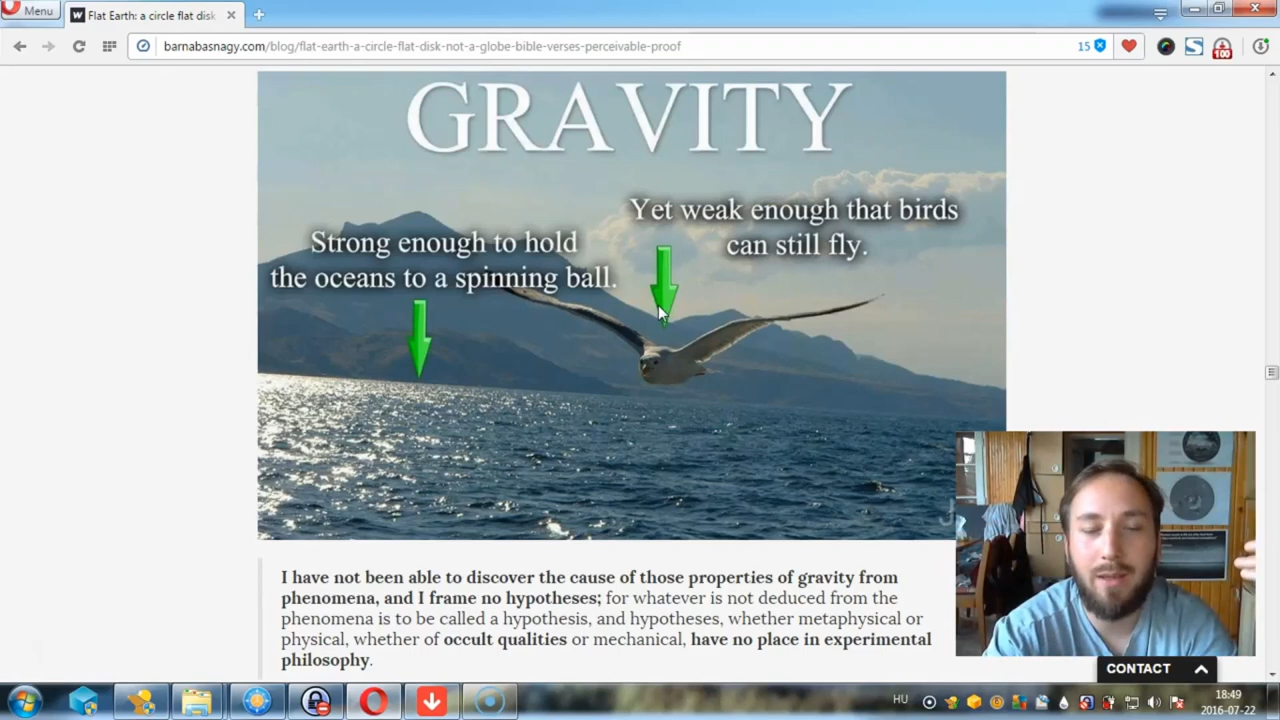 Menu
Flat Earth: a circle flat disk
barnabasnagy.com/blog/flat-earth-a-circle-flat-disk-not-a-globe-bible-verses-perceivable-proof
15
100
GRAVITY
Yet weak enough that birds
can still fly.
Strong enough to hold
the oceans to a spinning ball.
I have not been able to discover the cause of those properties of gravity from
phenomena, and I frame no hypotheses; for whatever is not deduced from the
phenomena is to be called a hypothesis, and hypotheses, whether metaphysical or
physical, whether of occult qualities or mechanical, have no place in experimental
philosophy.
CONTACT
HU
18:49
2016-07-22